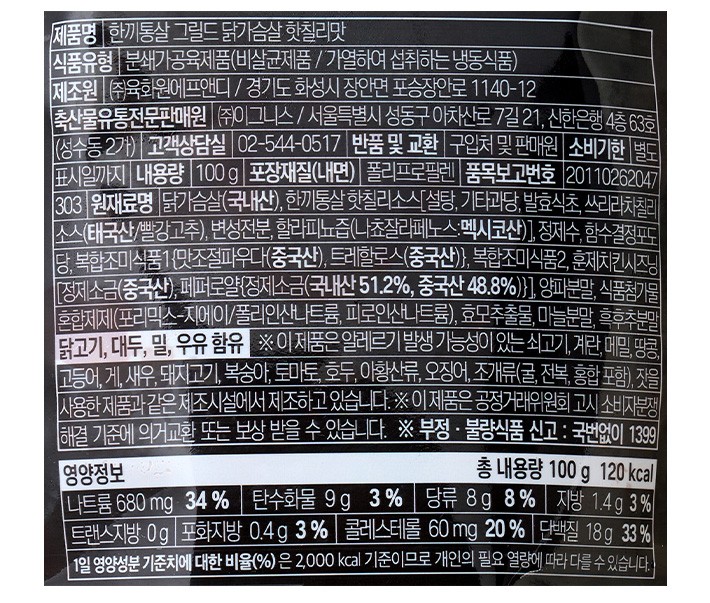 제품명 한끼통살 그릴드 닭가슴살 핫칠리맛
식품유형 분쇄가공육제품(비살균제품 / 가열하여 섭취하는 냉동식품)
제조원 ㈜육화원에프앤디 / 경기도 화성시 장안면 포승장안로 1140-12
축산물유통전문판매원 ㈜이그니스 / 서울특별시 성동구 아차산로 7길 21, 신한은행 4층 63호
(성수동 2가) 고객상담실 02-544-0517 반품 및 교환 구입처 및 판매원 소비기한 별도
표시일까지 내용량 100 g 포장재질(내면) 폴리프로필렌 품목보고번호 20110262047
303 원재료명 닭가슴살(국내산), 한끼통살 핫칠리소스[설탕, 기타과당, 발효식초, 쓰리라차칠리
소스(태국산/빨강고추), 변성전분, 할라피뇨즙(나쵸잘라페노스:멕시코산)], 정제수, 함수결정포도
당, 복합조미식품1{맛조절파우다(중국산), 트레할로스(중국산)}, 복합조미식품2, 훈제치킨시즈닝
[정제소금(중국산), 페퍼로얄{정제소금(국내산 51.2%, 중국산 48.8%)}], 양파분말, 식품첨가물
혼합제제(포리믹스-지에이/폴리인산나트륨, 피로인산나트륨), 효모추출물, 마늘분말, 흑후추분말
닭고기, 대두, 밀, 우유 함유 ※ 이 제품은 알레르기 발생 가능성이 있는 쇠고기, 계란, 메밀, 땅콩,
고등어, 게, 새우, 돼지고기, 복숭아, 토마토, 호두, 아황산류, 오징어, 조개류(굴, 전복, 홍합 포함), 잣을
사용한 제품과 같은 제조시설에서 제조하고 있습니다. ※ 이 제품은 공정거래위원회 고시 소비자분쟁
해결 기준에 의거교환 또는 보상 받을 수 있습니다. ※ 부정·불량식품 신고 : 국번없이 1399
영양정보 총 내용량 100 g 120 kcal
나트륨 680 mg 34 % 탄수화물 9 g 3 % 당류 8 g 8 % 지방 1.4 g 3 %
트랜스지방 0 g 포화지방 0.4 g 3 % 콜레스테롤 60 mg 20 % 단백질 18 g 33 %
1일 영양성분 기준치에 대한 비율(%) 은 2,000 kcal 기준이므로 개인의 필요 열량에 따라 다를 수 있습니다.